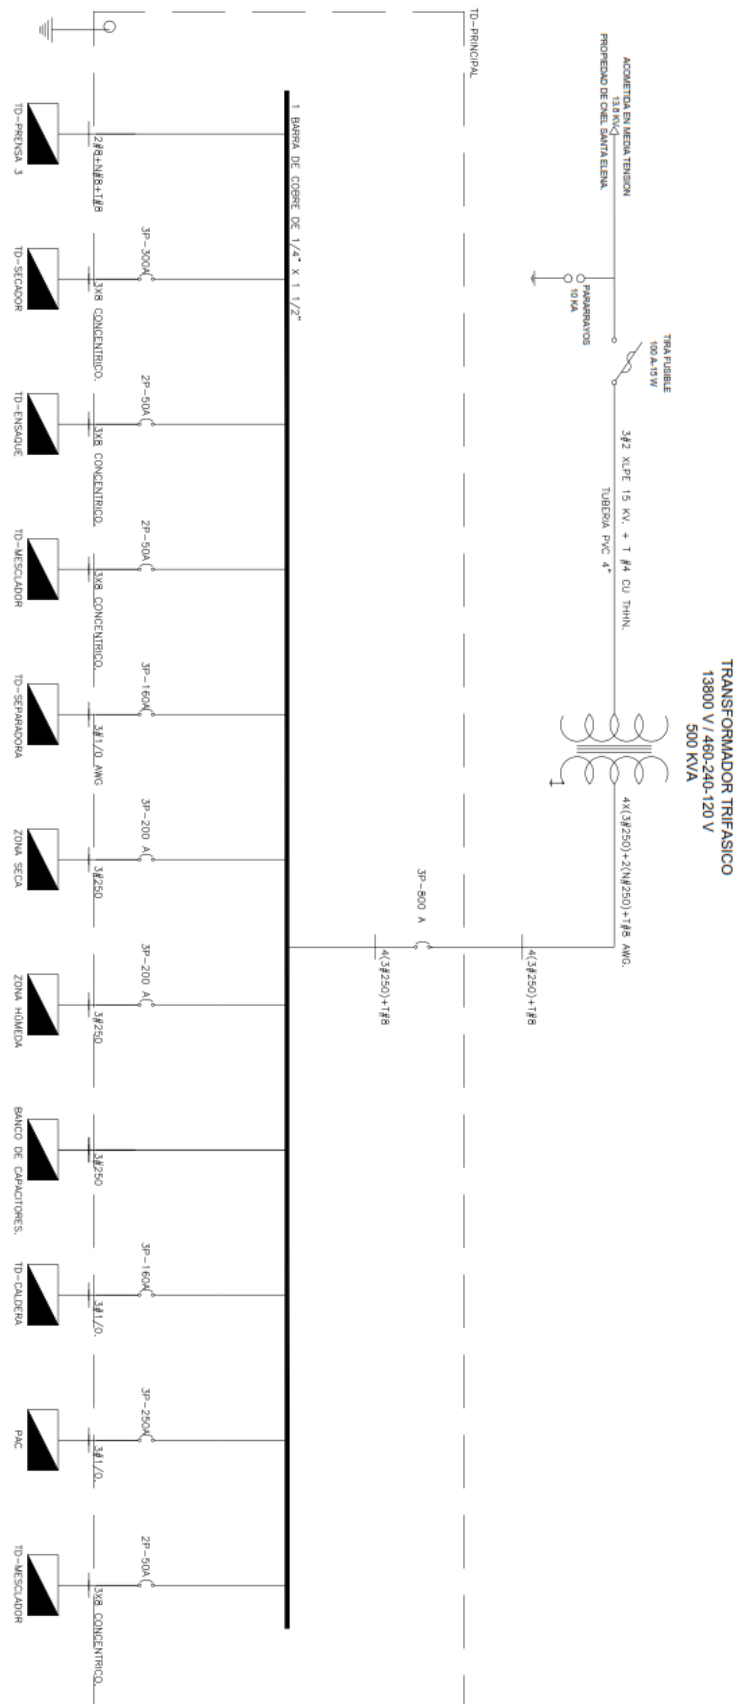 TRANSFORMADOR TRIFASICO
13800 V / 460-240-120 V
500 KVA
ACOMETIDA EN MEDIA TENSION
13.8 KV
PROPIEDAD DE CNEL SANTA ELENA.
PARARRAYOS
10 KA
TIRA FUSIBLE
100 A-15 W
3#2 XLPE 15 KV. + T #4 CU THHN.
TUBERIA PVC 4"
4X(3#250)+2(N#250)+T#8 AWG.
4(3#250)+T#8
3P-800 A
4(3#250)+T#8
TD-PRINCIPAL
1 BARRA DE COBRE DE 1/4" X 1 1/2"
2#8+N#8+T#8
TD-PRENSA 3
3P-300A
3X8 CONCENTRICO.
TD-SECADOR
2P-50A
3X8 CONCENTRICO.
TD-ENSAQUE
2P-50A
3X8 CONCENTRICO.
TD-MESCLADOR
3P-160A
3#1/0 AWG
TD-SEPARADORA
3P-200 A
3#250
ZONA SECA
3P-200 A
3#250
ZONA HÚMEDA
3#250
BANCO DE CAPACITORES.
3P-160A
3#1/0.
TD-CALDERA
3P-250A
3#1/0.
PAC
2P-50A
3X8 CONCENTRICO.
TD-MESCLADOR